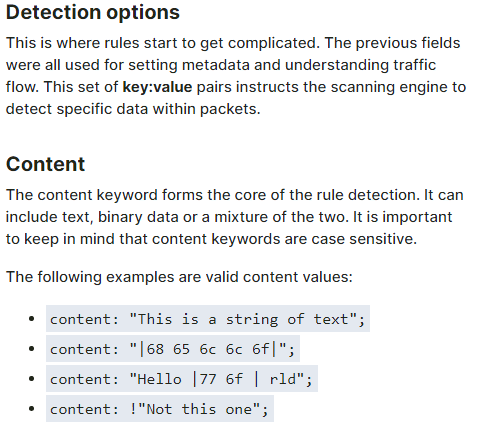 Detection options
This is where rules start to get complicated. The previous fields
were all used for setting metadata and understanding traffic
flow. This set of key:value pairs instructs the scanning engine to
detect specific data within packets.
Content
The content keyword forms the core of the rule detection. It can
include text, binary data or a mixture of the two. It is important
to keep in mind that content keywords are case sensitive.
The following examples are valid content values:
• content: "This is a string of text";
• content: "|68 65 6c 6c 6f|";
• content: "Hello |77 6f | rld";
• content: !"Not this one";